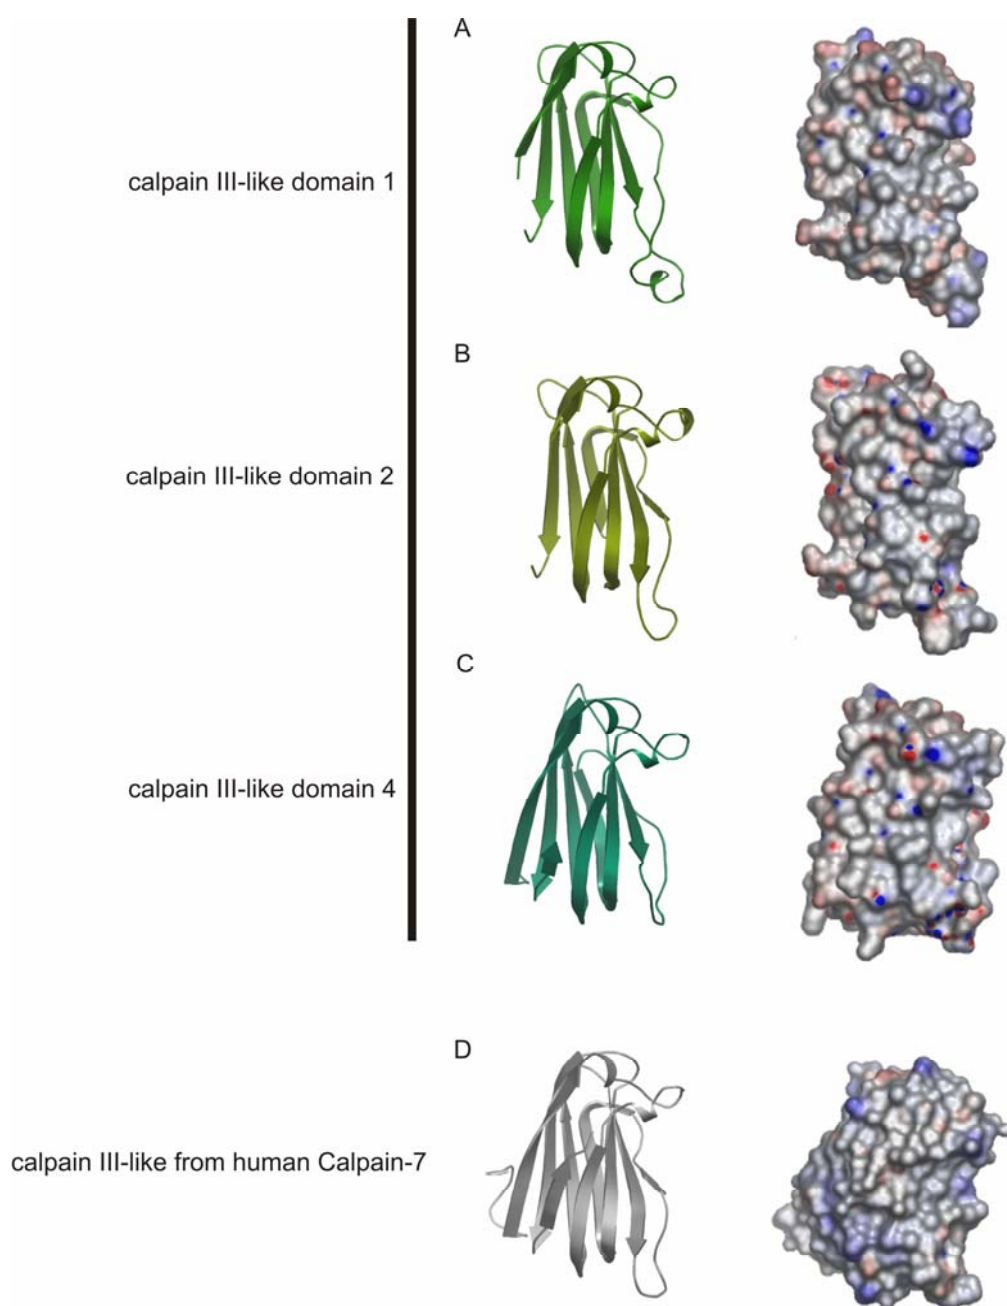 A
calpain III-like domain 1
B
calpain III-like domain 2
C
calpain III-like domain 4
D
calpain III-like from human Calpain-7